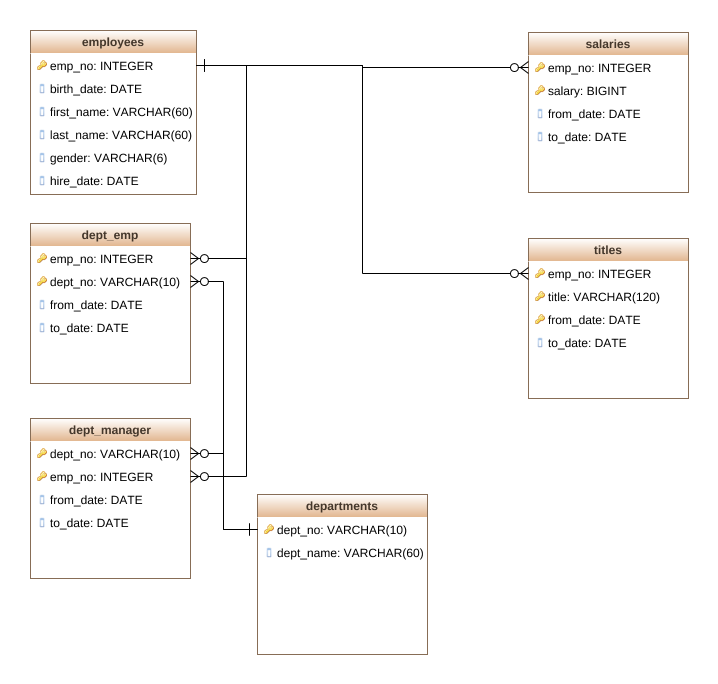 employees
emp_no: INTEGER
birth_date: DATE
first_name: VARCHAR(60)
last_name: VARCHAR(60)
gender: VARCHAR(6)
hire_date: DATE
salaries
emp_no: INTEGER
salary: BIGINT
from_date: DATE
to_date: DATE
dept_emp
emp_no: INTEGER
dept_no: VARCHAR(10)
from_date: DATE
to_date: DATE
titles
emp_no: INTEGER
title: VARCHAR(120)
from_date: DATE
to_date: DATE
dept_manager
dept_no: VARCHAR(10)
emp_no: INTEGER
from_date: DATE
to_date: DATE
departments
dept_no: VARCHAR(10)
dept_name: VARCHAR(60)